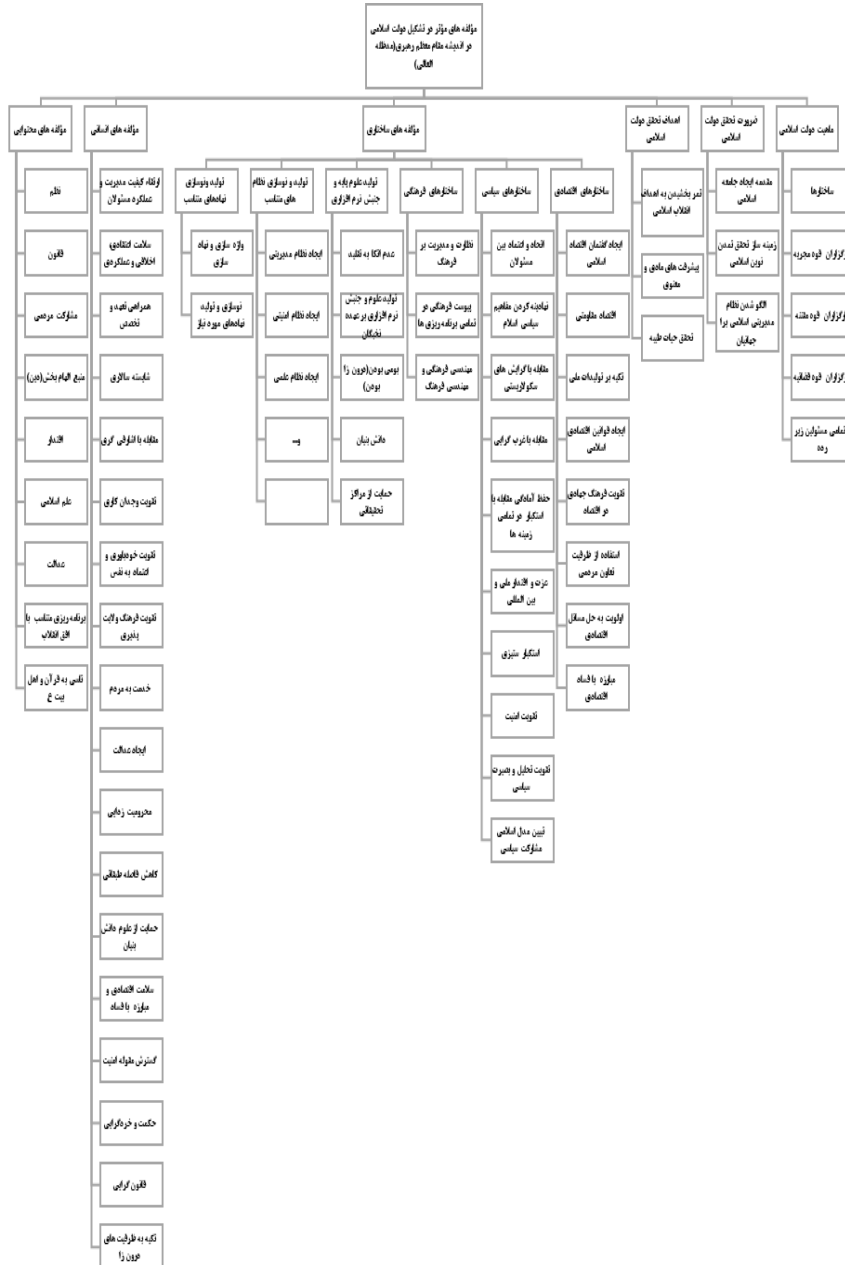 مؤلفه های مؤثر در تشکیل دولت اسلامی
در اندیشه مقام معظم رهبری(مدظله
العالی)
ماهیت دولت اسلامی
ساختارها
کارگزاران قوه مجریه
کارگزاران قوه مقننه
کارگزاران قوه قضائیه
تمامی مسئولین زیر
رده
ضرورت تحقق دولت
اسلامی
مقدمه ایجاد جامعه
اسلامی
زمینه ساز تحقق تمدن
نوین اسلامی
الگو شدن نظام
مدیریتی اسلامی برا
جهانیان
اهداف تحقق دولت
اسلامی
ثمر بخشیدن به اهداف
انقلاب اسلامی
پیشرفت های مادی و
معنوی
تحقق حیات طیبه
مؤلفه های ساختاری
ساختارهای اقتصادی
ایجاد گفتمان اقتصاد
اسلامی
اقتصاد مقاومتی
تکیه بر تولیدات ملی
ایجاد قوانین اقتصادی
اسلامی
تقویت فرهنگ جهادی
در اقتصاد
استفاده از ظرفیت
تعاون مردمی
اولویت به حل مسائل
اقتصادی
مبارزه با فساد
اقتصادی
ساختارهای سیاسی
اتحاد و اعتماد بین
مسئولان
نهادینه کردن مفاهیم
سیاسی اسلام
مقابله با گرایش های
سکولاریستی
مقابله با غرب گرایی
حفظ آمادگی مقابله با
استکبار در تمامی
زمینه ها
عزت و اقتدار ملی و
بین المللی
استکبار ستیزی
تقویت امنیت
تقویت تحلیل و بصیرت
سیاسی
تبیین مدل اسلامی
مشارکت سیاسی
ساختارهای فرهنگی
نظارت و مدیریت بر
فرهنگ
پیوست فرهنگی در
تمامی برنامه ریزی ها
مهندسی فرهنگی و
مهندسی فرهنگ
تولید علوم پایه و
جنبش نرم افزاری
عدم اتکا به تقلید
تولید علوم و جنبش
نرم افزاری بر عهده
نخبگان
بومی بودن(درون زا
بودن)
دانش بنیان
حمایت از مراکز
تحقیقاتی
تولید و نوسازی نظام
های متناسب
ایجاد نظام مدیریتی
ایجاد نظام امنیتی
ایجاد نظام علمی
و...
تولید ونوسازی
نهادهای متناسب
واژه سازی و نهاد
سازی
نوسازی و تولید
نهادهای مورد نیاز
مؤلفه های انسانی
ارتقاء کیفیت مدیریت و
عملکرد مسئولان
سلامت اعتقادی،
اخلاقی و عملکردی
همراهی تعهد و
تخصص
شایسته سالاری
مقابله با اشرافی گری
تقویت وجدان کاری
تقویت خودباوری و
اعتماد به نفس
تقویت فرهنگ ولایت
پذیری
خدمت به مردم
ایجاد عدالت
محرومیت زدایی
کاهش فاصله طبقاتی
حمایت از علوم دانش
بنیان
سلامت اقتصادی و
مبارزه با فساد
گسترش مقوله امنیت
حکمت و خردگرایی
قانون گرایی
تکیه به ظرفیت های
درون زا
مؤلفه های محتوایی
نظم
قانون
مشارکت مردمی
منبع الهام بخش(دین)
اقتدار
علم اسلامی
عدالت
برنامه ریزی متناسب با
افق انقلاب
تاسی به قرآن و اهل
بیت ع